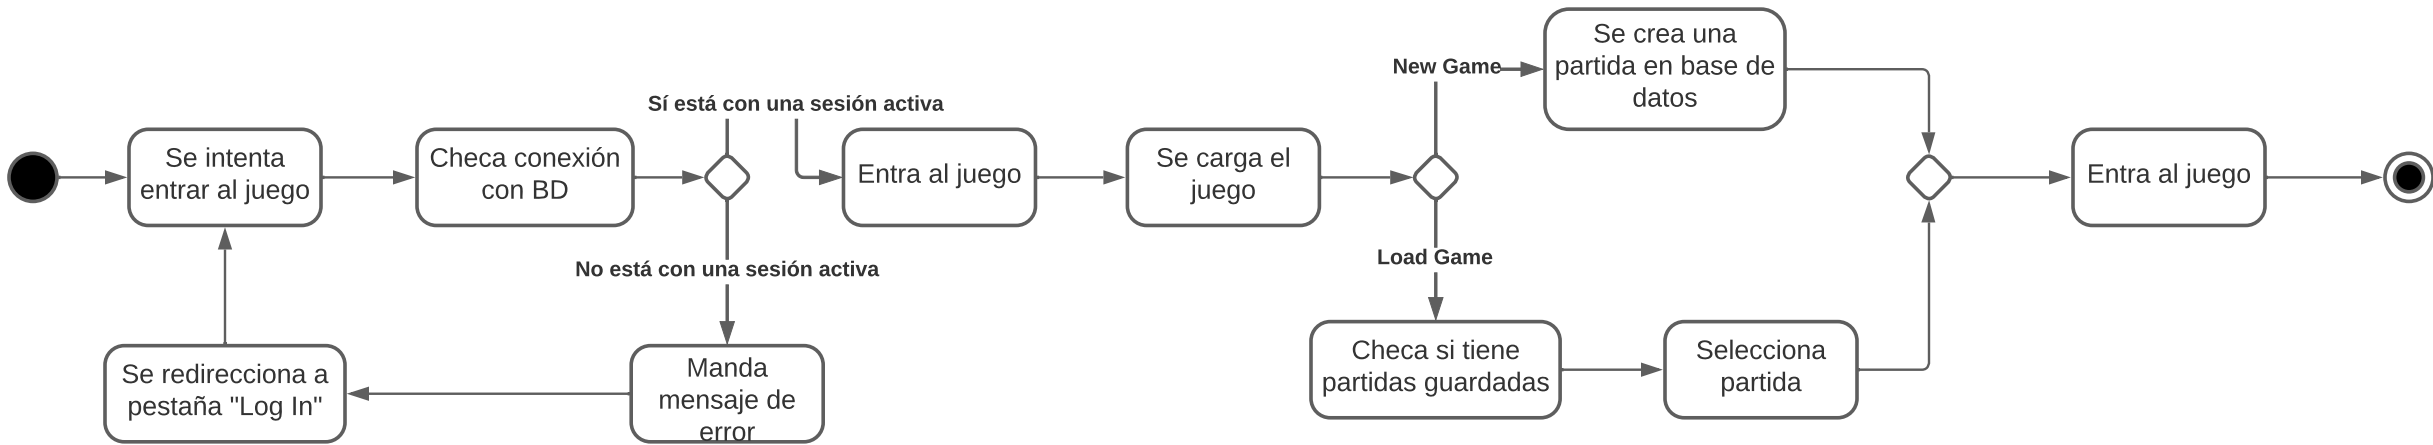 Se intenta
entrar al juego
Checa conexión
con BD
Sí está con una sesión activa
No está con una sesión activa
Manda
mensaje de
error
Se redirecciona a
pestaña "Log In"
Entra al juego
Se carga el
juego
New Game
Se crea una
partida en base de
datos
Load Game
Checa si tiene
partidas guardadas
Selecciona
partida
Entra al juego